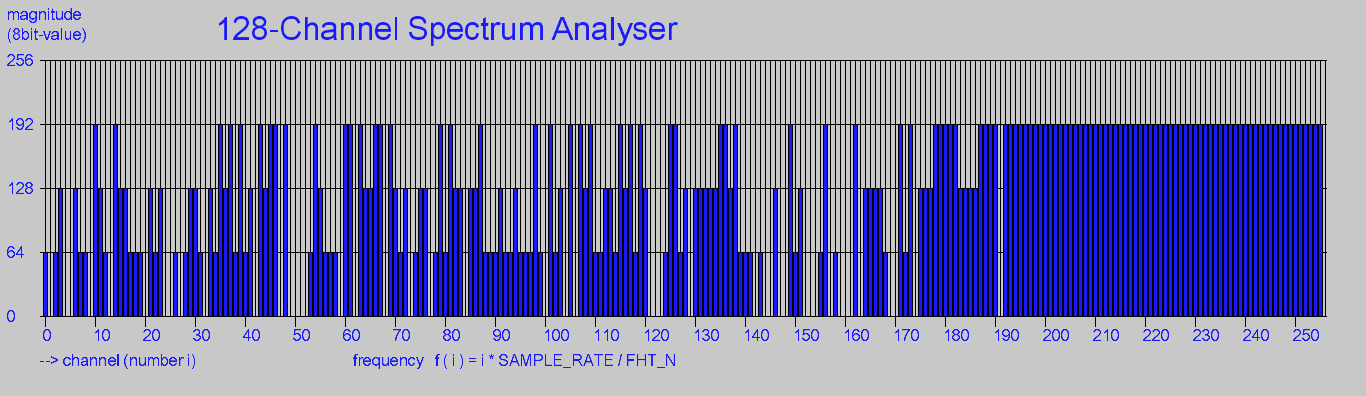 magnitude
(8bit-value)
128-Channel Spectrum Analyser
256
192
128
64
0
0 10 20 30 40 50 60 70 80 90 100 110 120 130 140 150 160 170 180 190 200 210 220 230 240 250
--> channel (number i)
frequency f ( i ) = i * SAMPLE_RATE / FHT_N